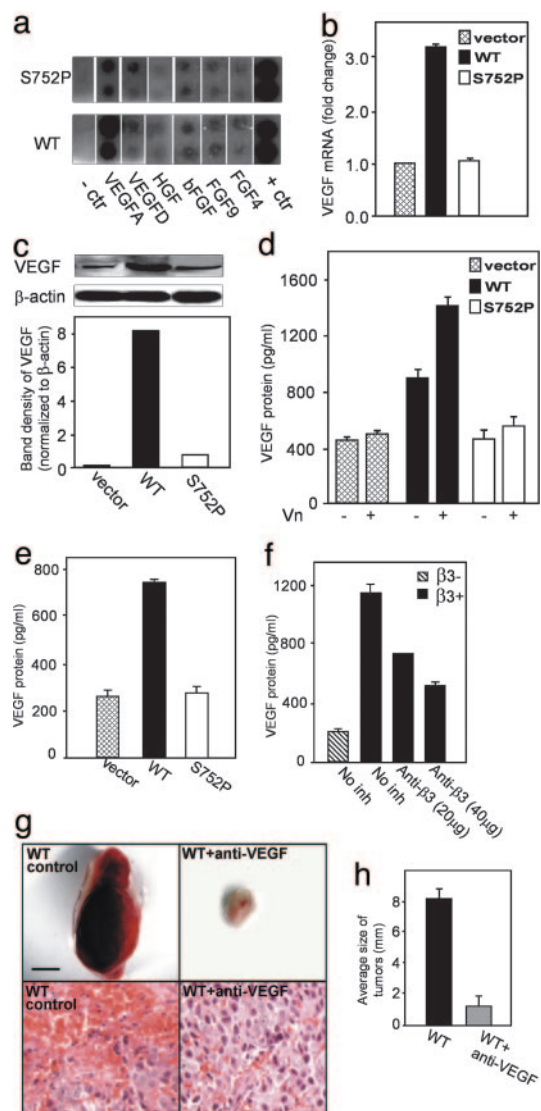 a
S752P
WT
- ctr
VEGFA
VEGFD
HGF
bFGF
FGF9
FGF4
+ ctr
b
VEGF mRNA (fold change)
3.0
1.0
0.0
vector
WT
S752P
c
VEGF
β-actin
Band density of VEGF
(normalized to β-actin)
8
6
4
2
0
vector
WT
S752P
d
VEGF protein (pg/ml)
1600
1200
800
400
0
vector
WT
S752P
Vn - + - + - +
e
VEGF protein (pg/ml)
800
600
400
200
0
vector
WT
S752P
f
VEGF protein (pg/ml)
1200
800
400
0
β3-
β3+
No inh
No inh
Anti-β3 (20µg)
Anti-β3 (40µg)
g
WT
control
WT+anti-VEGF
WT
control
WT+anti-VEGF
h
Average size of
tumors (mm)
8
6
4
2
0
WT
WT+
anti-VEGF